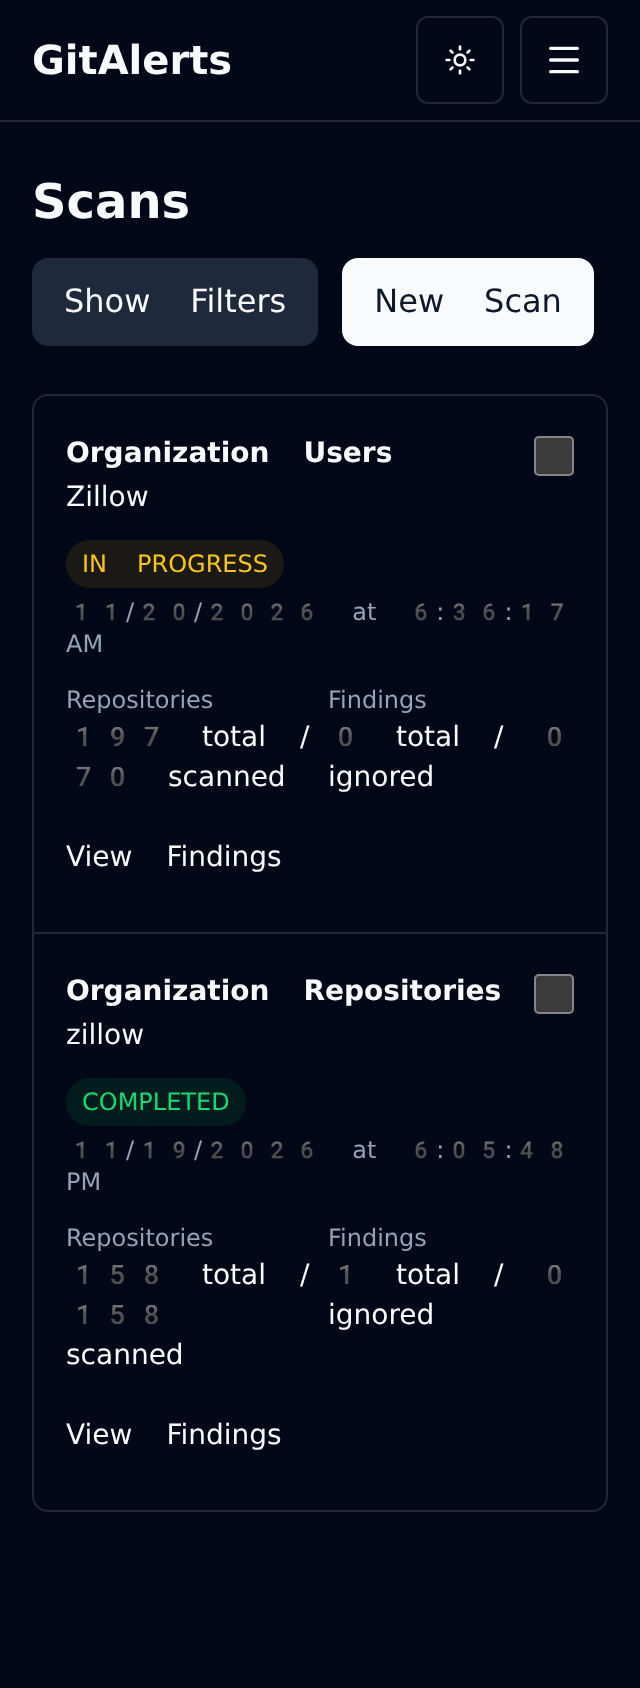 GitAlerts
Scans
Show Filters
New Scan
Organization Users
Zillow
IN PROGRESS
11/20/2026 at 6:36:17
AM
Repositories
197 total /
70 scanned
Findings
0 total / 0
ignored
View Findings
Organization Repositories
zillow
COMPLETED
11/19/2026 at 6:05:48
PM
Repositories
158 total /
158
scanned
Findings
1 total / 0
ignored
View Findings